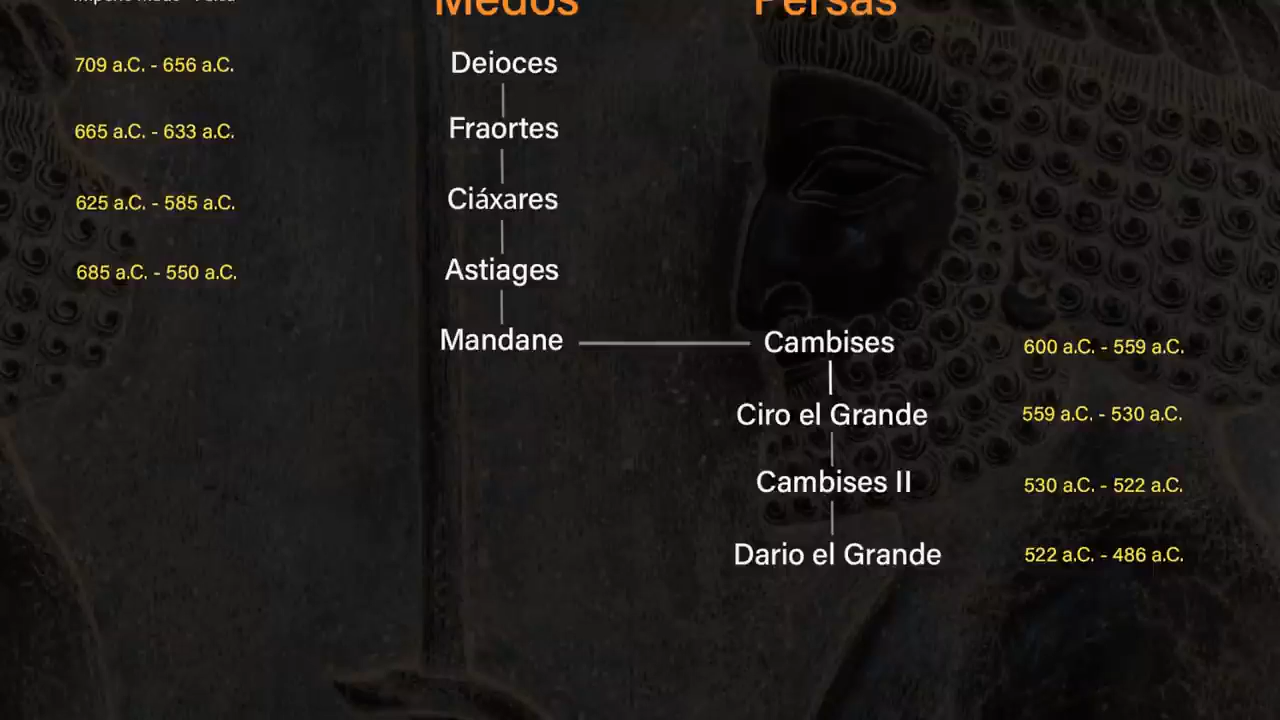 Medos Persas
709 a.C. - 656 a.C. Deioces
665 a.C. - 633 a.C. Fraortes
625 a.C. - 585 a.C. Ciáxares
685 a.C. - 550 a.C. Astiages
Mandane Cambises 600 a.C. - 559 a.C.
Ciro el Grande 559 a.C. - 530 a.C.
Cambises II 530 a.C. - 522 a.C.
Dario el Grande 522 a.C. - 486 a.C.